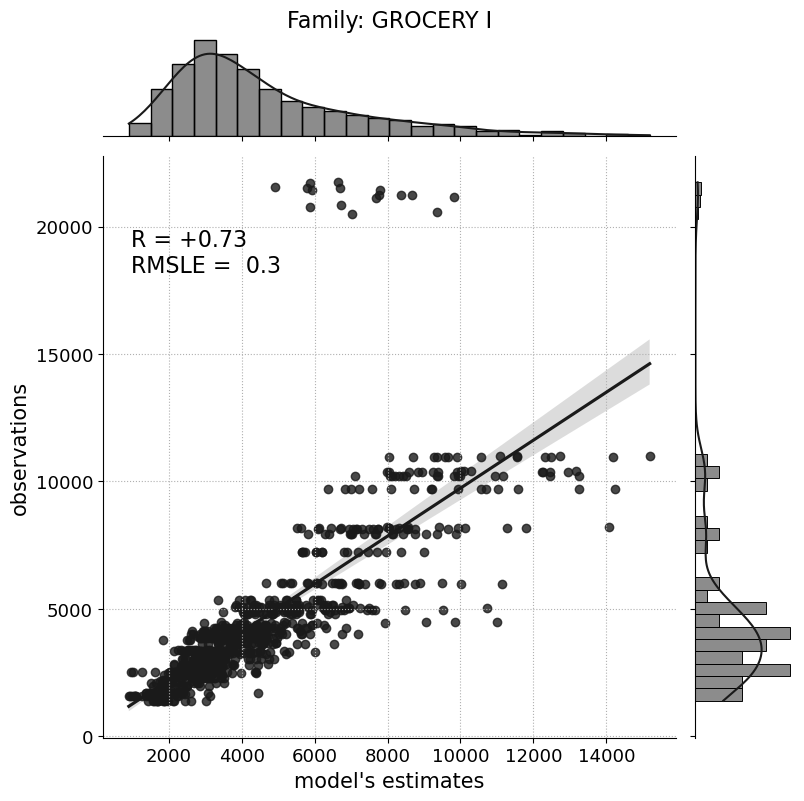 Family: GROCERY I
R = +0.73
RMSLE =  0.3
20000
15000
10000
5000
0
observations
2000 4000 6000 8000 10000 12000 14000
model's estimates